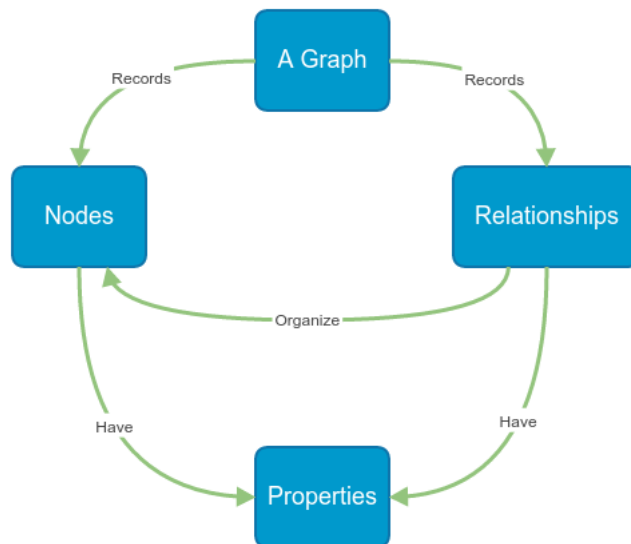 A Graph
Records
Records
Nodes
Relationships
Organize
Have
Have
Properties